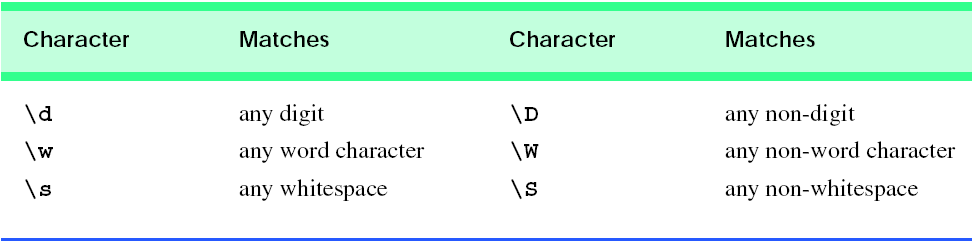 Character Matches Character Matches
\d any digit \D any non-digit
\w any word character \W any non-word character
\s any whitespace \S any non-whitespace